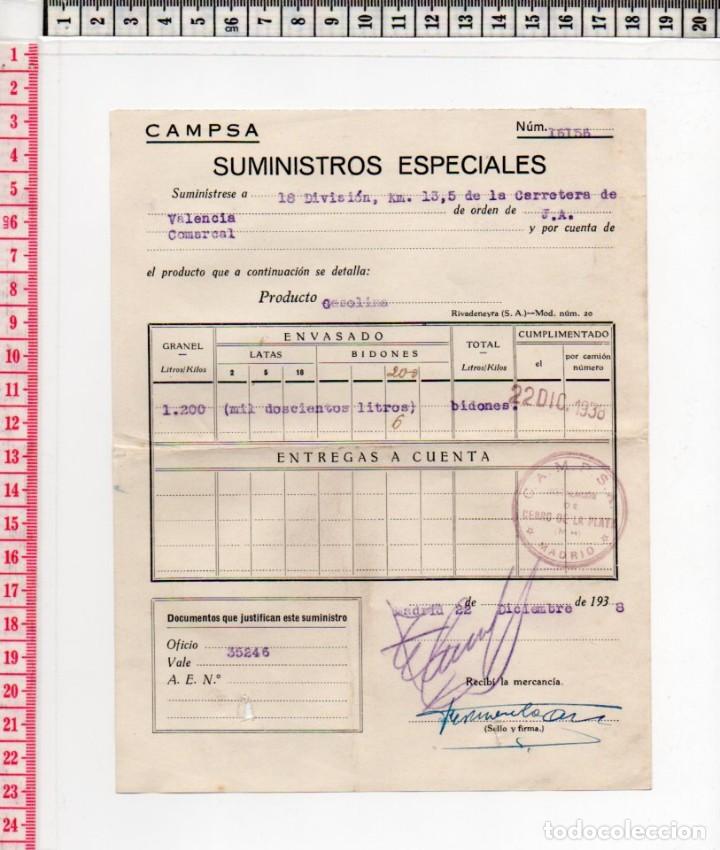 CAMPSA
Núm. 15156
SUMINISTROS ESPECIALES
Suminístrese a 18 División, Km. 13,5 de la Carretera de
Valencia de orden de J.A.
Comarcal y por cuenta de
el producto que a continuación se detalla:
Producto Gasolina
Rivadeneyra (S. A.)—Mod. núm. 20
GRANEL ENVASADO TOTAL CUMPLIMENTADO
LATAS BIDONES
Litros/Kilos 2 5 18 200 Litros/Kilos el por camión número
1.200 (mil doscientos litros) bidones. 22 DIC. 1938
6
ENTREGAS A CUENTA
CAMPSA
DE
CERRO DE LA PLATA
MADRID
Madrid 22 de Diciembre de 1938
Documentos que justifican este suministro
Oficio
Vale 35246
A. E. N.º
Recibí la mercancía.
(Sello y firma.)
todocoleccion